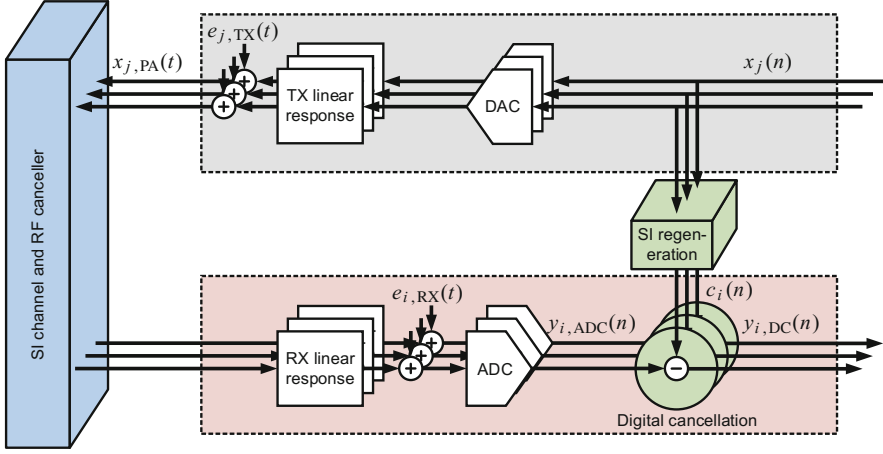 e_{j,TX}(t)
x_{j,PA}(t)
x_j(n)
TX linear
response
DAC
SI channel and RF canceller
SI regen-
eration
e_{i,RX}(t)
c_i(n)
y_{i,ADC}(n)
y_{i,DC}(n)
RX linear
response
ADC
Digital cancellation